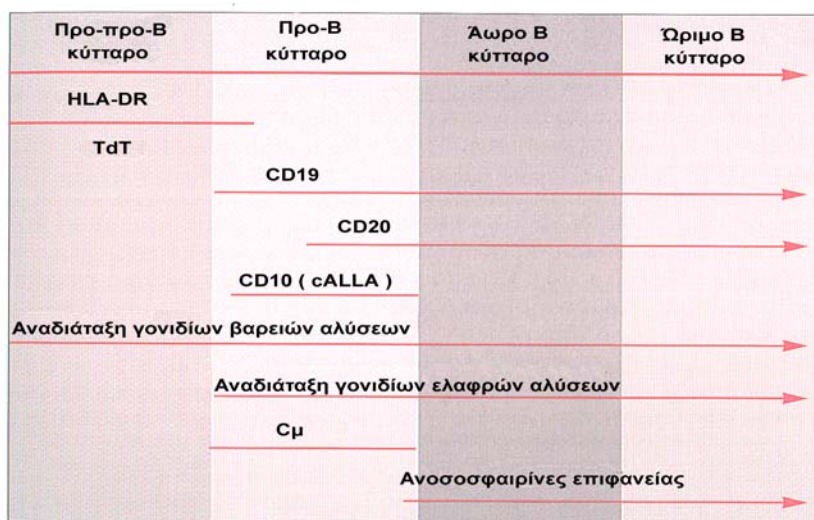 Προ-προ-Β
κύτταρο
Προ-Β
κύτταρο
Άωρο Β
κύτταρο
Ώριμο Β
κύτταρο
HLA-DR
TdT
CD19
CD20
CD10 ( cALLA )
Αναδιάταξη γονιδίων βαρειών αλύσεων
Αναδιάταξη γονιδίων ελαφρών αλύσεων
Cμ
Ανοσοσφαιρίνες επιφανείας